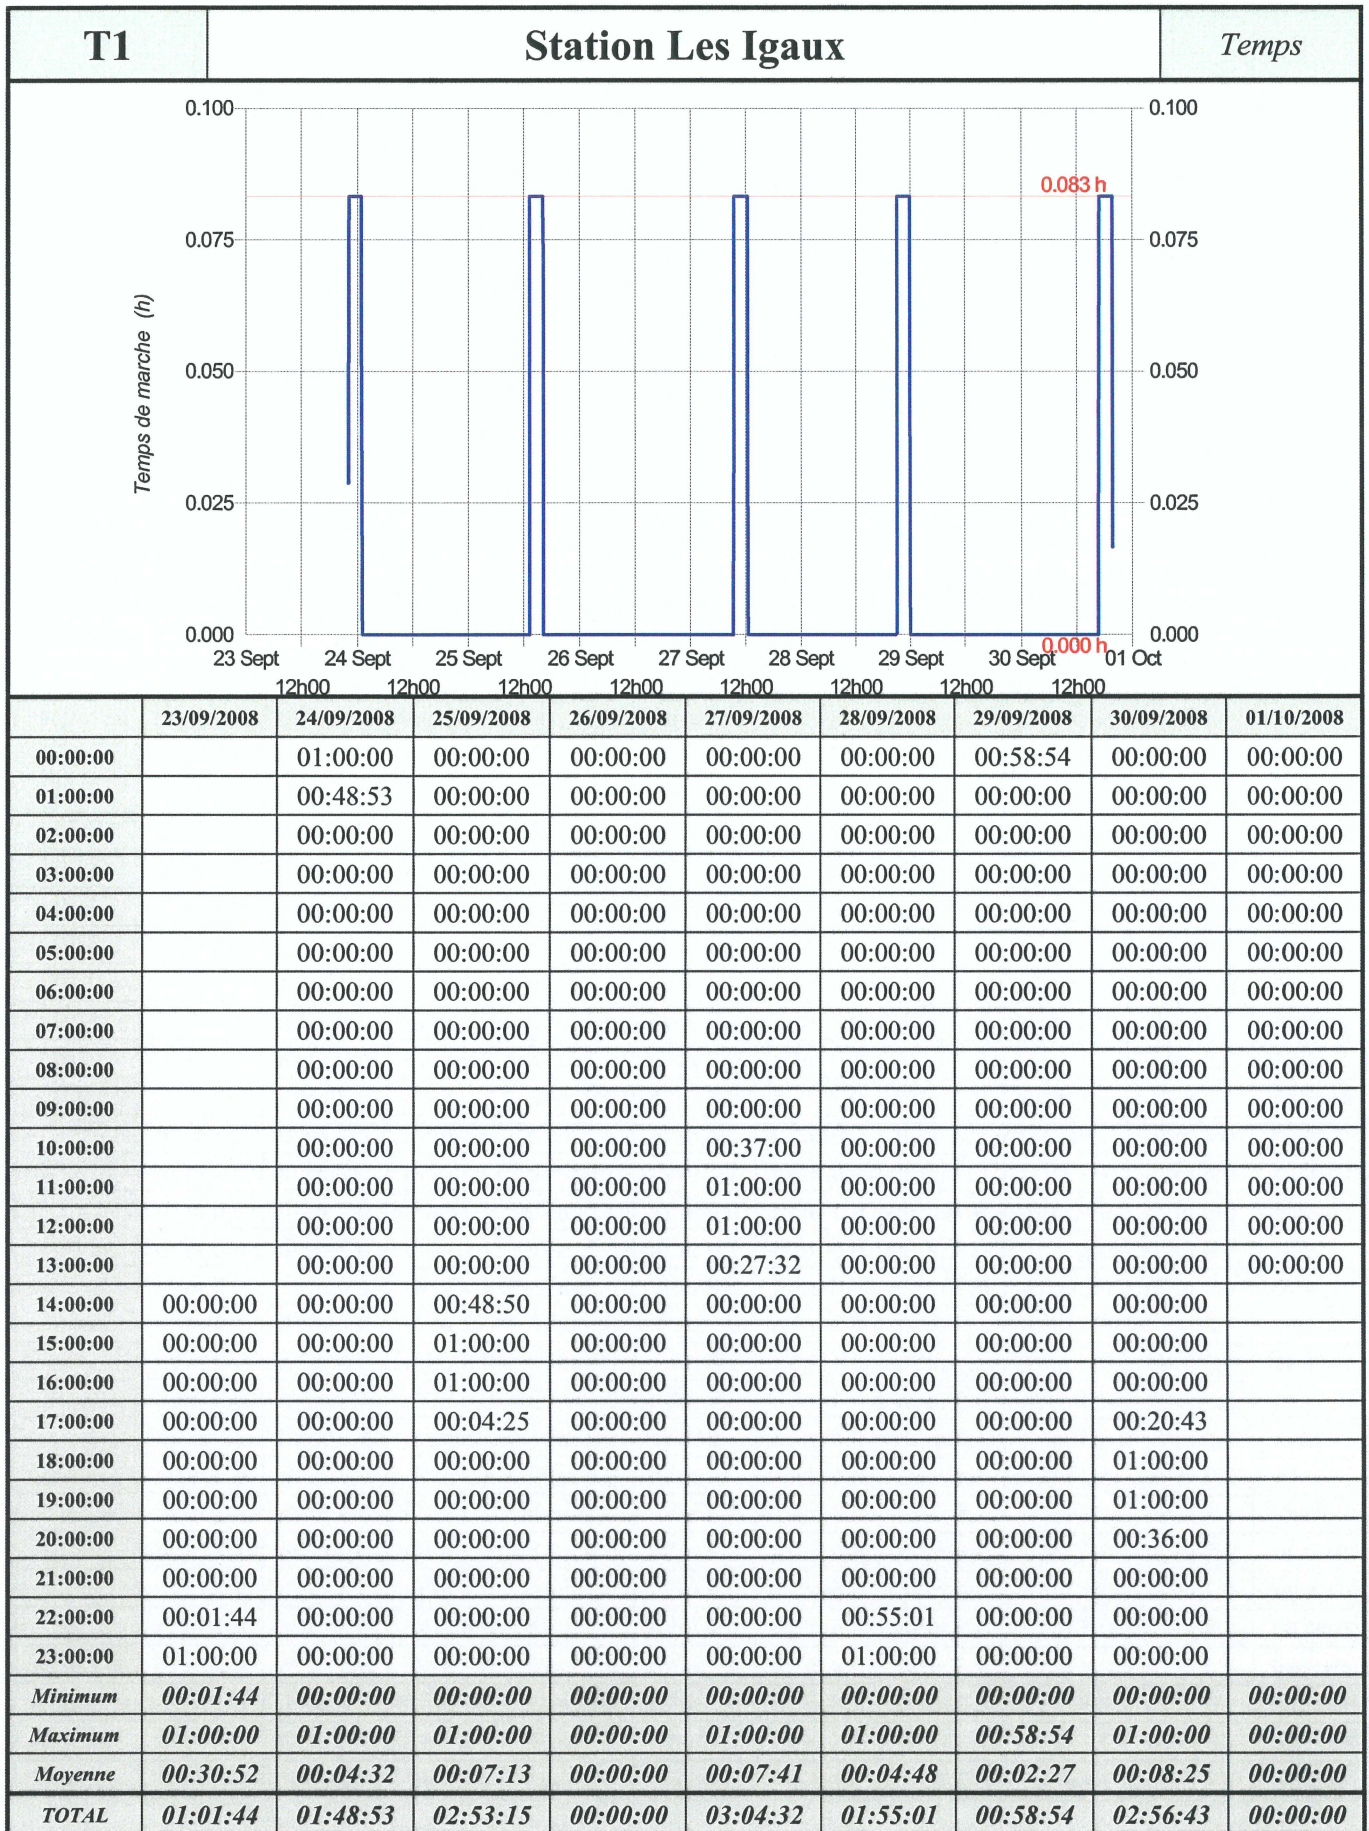 T1 Station Les Igaux Temps
0.100 0.100
0.083 h
0.075 0.075
Temps de marche (h)
0.050 0.050
0.025 0.025
0.000 0.000
0.000 h
23 Sept 24 Sept 25 Sept 26 Sept 27 Sept 28 Sept 29 Sept 30 Sept 01 Oct
12h00 12h00 12h00 12h00 12h00 12h00 12h00 12h00
23/09/2008 24/09/2008 25/09/2008 26/09/2008 27/09/2008 28/09/2008 29/09/2008 30/09/2008 01/10/2008
00:00:00 01:00:00 00:00:00 00:00:00 00:00:00 00:00:00 00:58:54 00:00:00 00:00:00
01:00:00 00:48:53 00:00:00 00:00:00 00:00:00 00:00:00 00:00:00 00:00:00 00:00:00
02:00:00 00:00:00 00:00:00 00:00:00 00:00:00 00:00:00 00:00:00 00:00:00 00:00:00
03:00:00 00:00:00 00:00:00 00:00:00 00:00:00 00:00:00 00:00:00 00:00:00 00:00:00
04:00:00 00:00:00 00:00:00 00:00:00 00:00:00 00:00:00 00:00:00 00:00:00 00:00:00
05:00:00 00:00:00 00:00:00 00:00:00 00:00:00 00:00:00 00:00:00 00:00:00 00:00:00
06:00:00 00:00:00 00:00:00 00:00:00 00:00:00 00:00:00 00:00:00 00:00:00 00:00:00
07:00:00 00:00:00 00:00:00 00:00:00 00:00:00 00:00:00 00:00:00 00:00:00 00:00:00
08:00:00 00:00:00 00:00:00 00:00:00 00:00:00 00:00:00 00:00:00 00:00:00 00:00:00
09:00:00 00:00:00 00:00:00 00:00:00 00:00:00 00:00:00 00:00:00 00:00:00 00:00:00
10:00:00 00:00:00 00:00:00 00:00:00 00:37:00 00:00:00 00:00:00 00:00:00 00:00:00
11:00:00 00:00:00 00:00:00 00:00:00 01:00:00 00:00:00 00:00:00 00:00:00 00:00:00
12:00:00 00:00:00 00:00:00 00:00:00 01:00:00 00:00:00 00:00:00 00:00:00 00:00:00
13:00:00 00:00:00 00:00:00 00:00:00 00:27:32 00:00:00 00:00:00 00:00:00 00:00:00
14:00:00 00:00:00 00:00:00 00:48:50 00:00:00 00:00:00 00:00:00 00:00:00 00:00:00
15:00:00 00:00:00 00:00:00 01:00:00 00:00:00 00:00:00 00:00:00 00:00:00 00:00:00
16:00:00 00:00:00 00:00:00 01:00:00 00:00:00 00:00:00 00:00:00 00:00:00 00:00:00
17:00:00 00:00:00 00:00:00 00:04:25 00:00:00 00:00:00 00:00:00 00:00:00 00:20:43
18:00:00 00:00:00 00:00:00 00:00:00 00:00:00 00:00:00 00:00:00 00:00:00 01:00:00
19:00:00 00:00:00 00:00:00 00:00:00 00:00:00 00:00:00 00:00:00 00:00:00 01:00:00
20:00:00 00:00:00 00:00:00 00:00:00 00:00:00 00:00:00 00:00:00 00:00:00 00:36:00
21:00:00 00:00:00 00:00:00 00:00:00 00:00:00 00:00:00 00:00:00 00:00:00 00:00:00
22:00:00 00:01:44 00:00:00 00:00:00 00:00:00 00:00:00 00:55:01 00:00:00 00:00:00
23:00:00 01:00:00 00:00:00 00:00:00 00:00:00 00:00:00 01:00:00 00:00:00 00:00:00
Minimum 00:01:44 00:00:00 00:00:00 00:00:00 00:00:00 00:00:00 00:00:00 00:00:00 00:00:00
Maximum 01:00:00 01:00:00 01:00:00 00:00:00 01:00:00 01:00:00 00:58:54 01:00:00 00:00:00
Moyenne 00:30:52 00:04:32 00:07:13 00:00:00 00:07:41 00:04:48 00:02:27 00:08:25 00:00:00
TOTAL 01:01:44 01:48:53 02:53:15 00:00:00 03:04:32 01:55:01 00:58:54 02:56:43 00:00:00